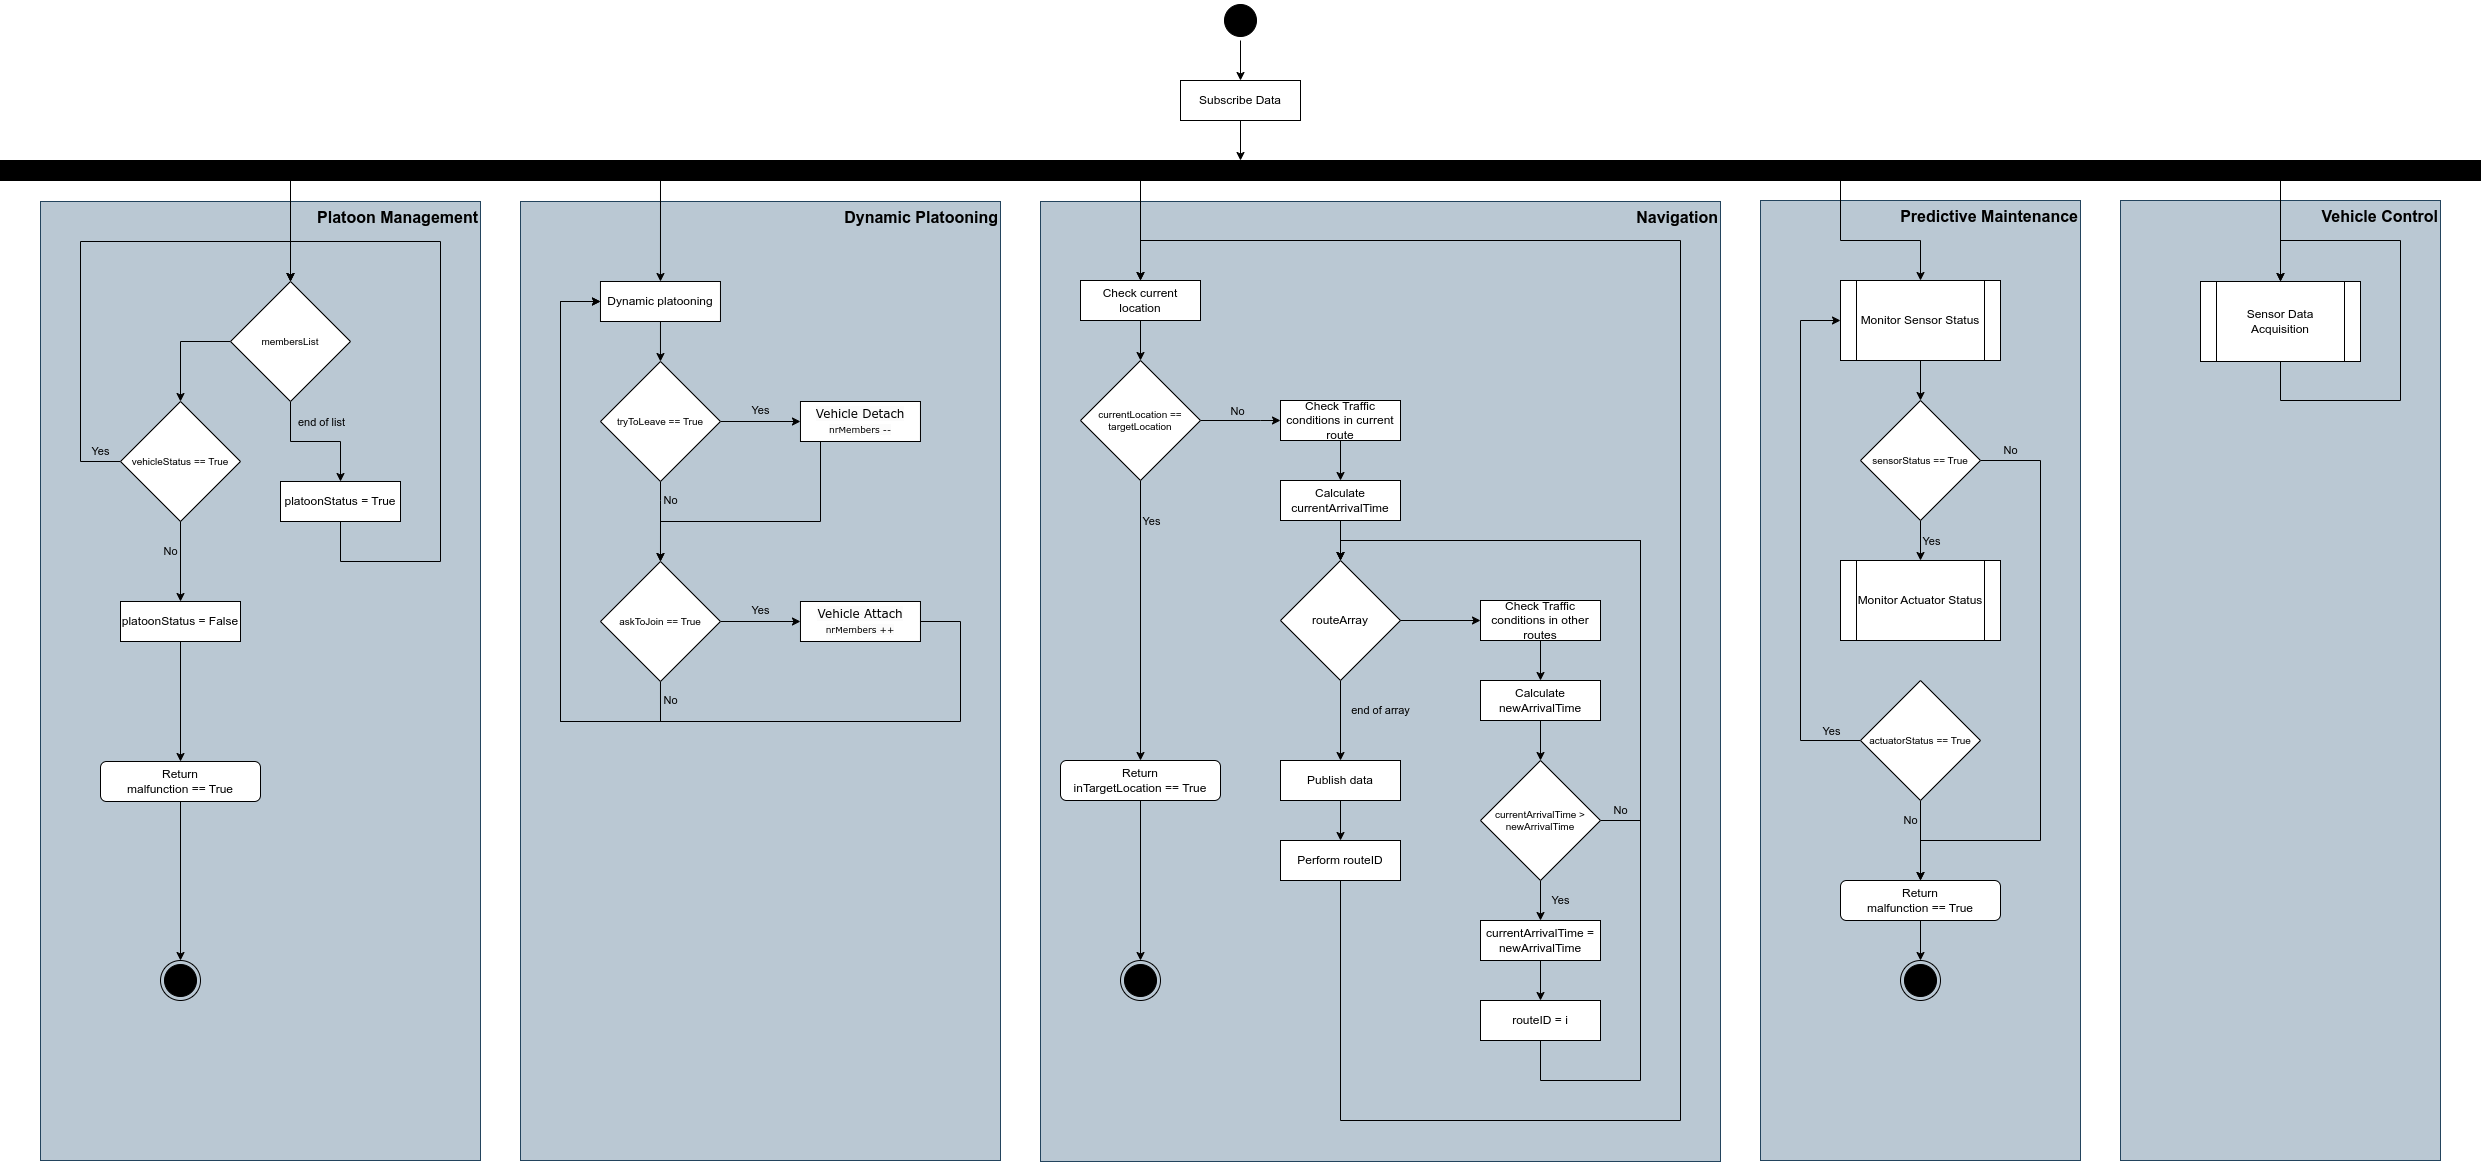 Subscribe Data
Platoon Management
membersList
end of list
vehicleStatus == True
Yes
platoonStatus = True
No
platoonStatus = False
Return
malfunction == True
Dynamic Platooning
Dynamic platooning
tryToLeave == True
Yes
Vehicle Detach
nrMembers --
No
askToJoin == True
Yes
Vehicle Attach
nrMembers ++
No
Navigation
Check current
location
currentLocation ==
targetLocation
No
Check Traffic
conditions in current
route
Calculate
currentArrivalTime
Yes
routeArray
Check Traffic
conditions in other
routes
Calculate
newArrivalTime
end of array
Return
inTargetLocation == True
Publish data
currentArrivalTime >
newArrivalTime
No
Perform routeID
Yes
currentArrivalTime =
newArrivalTime
routeID = i
Predictive Maintenance
Monitor Sensor Status
sensorStatus == True
No
Yes
Monitor Actuator Status
Yes
actuatorStatus == True
No
Return
malfunction == True
Vehicle Control
Sensor Data
Acquisition